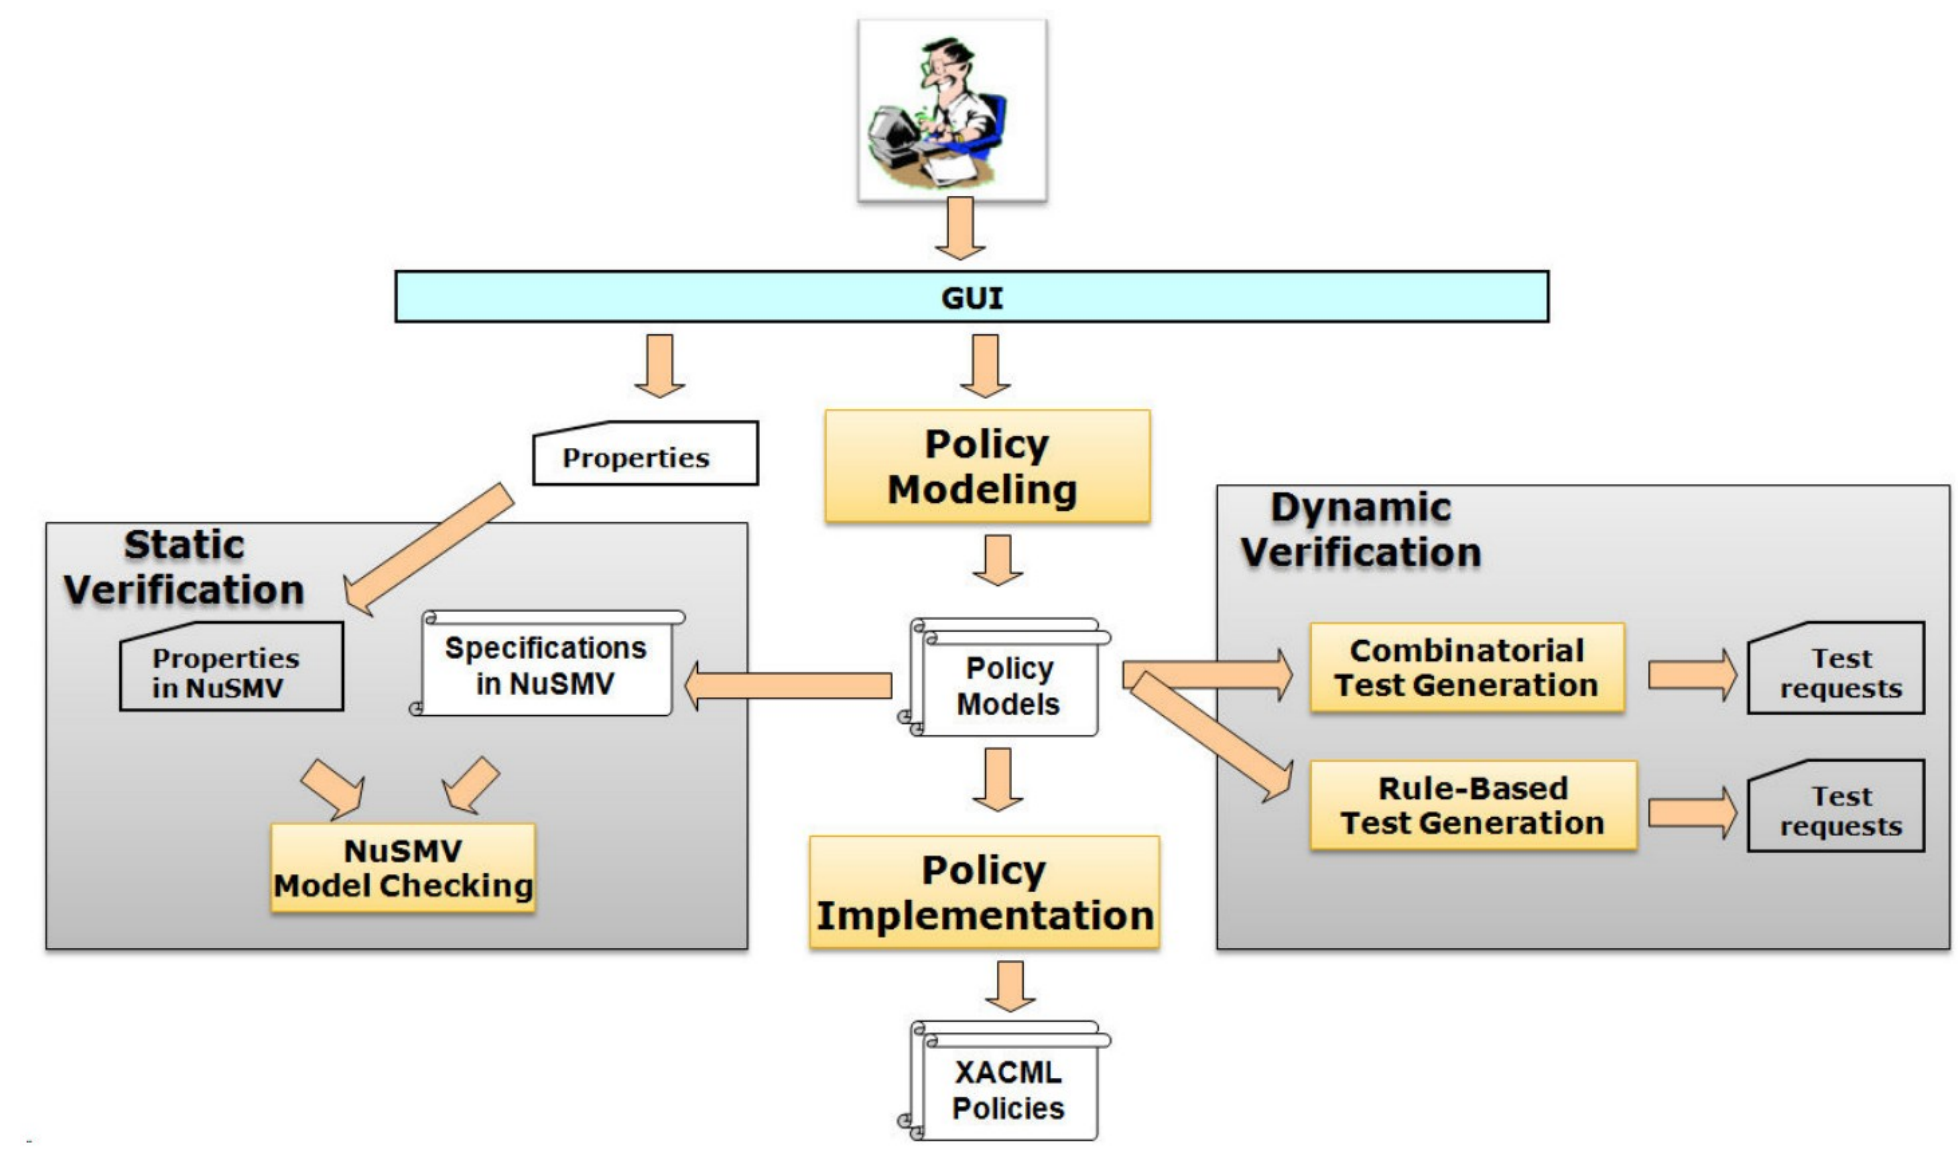 GUI
Properties
Policy
Modeling
Static
Verification
Properties
in NuSMV
Specifications
in NuSMV
NuSMV
Model Checking
Policy
Models
Policy
Implementation
XACML
Policies
Dynamic
Verification
Combinatorial
Test Generation
Test
requests
Rule-Based
Test Generation
Test
requests